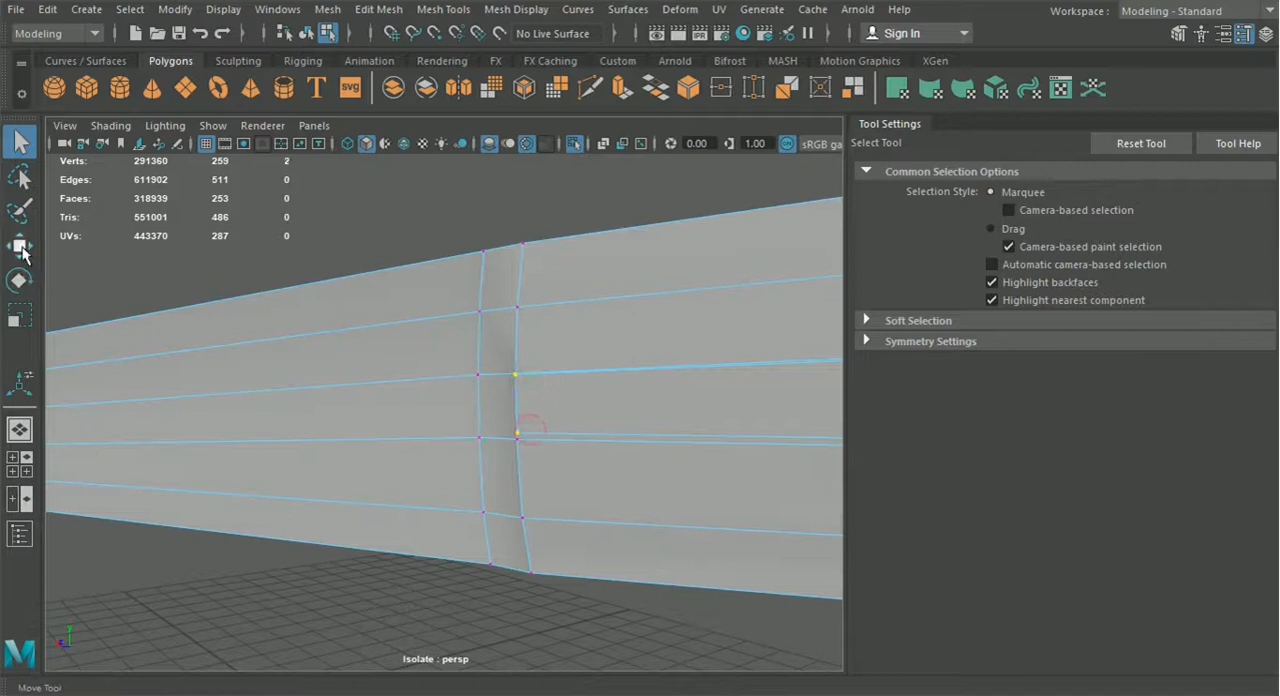 File Edit Create Select Modify Display Windows Mesh Edit Mesh Mesh Tools Mesh Display Curves Surfaces Deform UV Generate Cache Arnold Help Workspace: Modeling - Standard
Modeling No Live Surface Sign In
Curves / Surfaces Polygons Sculpting Rigging Animation Rendering FX FX Caching Custom Arnold Bifrost MASH Motion Graphics XGen
T svg
View Shading Lighting Show Renderer Panels
0.00 1.00 sRGB ga
Verts: 291360 259 2
Edges: 611902 511 0
Faces: 318939 253 0
Tris: 551001 486 0
UVs: 443370 287 0
Isolate : persp
Tool Settings
Select Tool Reset Tool Tool Help
Common Selection Options
Selection Style: Marquee
Camera-based selection
Drag
Camera-based paint selection
Automatic camera-based selection
Highlight backfaces
Highlight nearest component
Soft Selection
Symmetry Settings
M
Move Tool